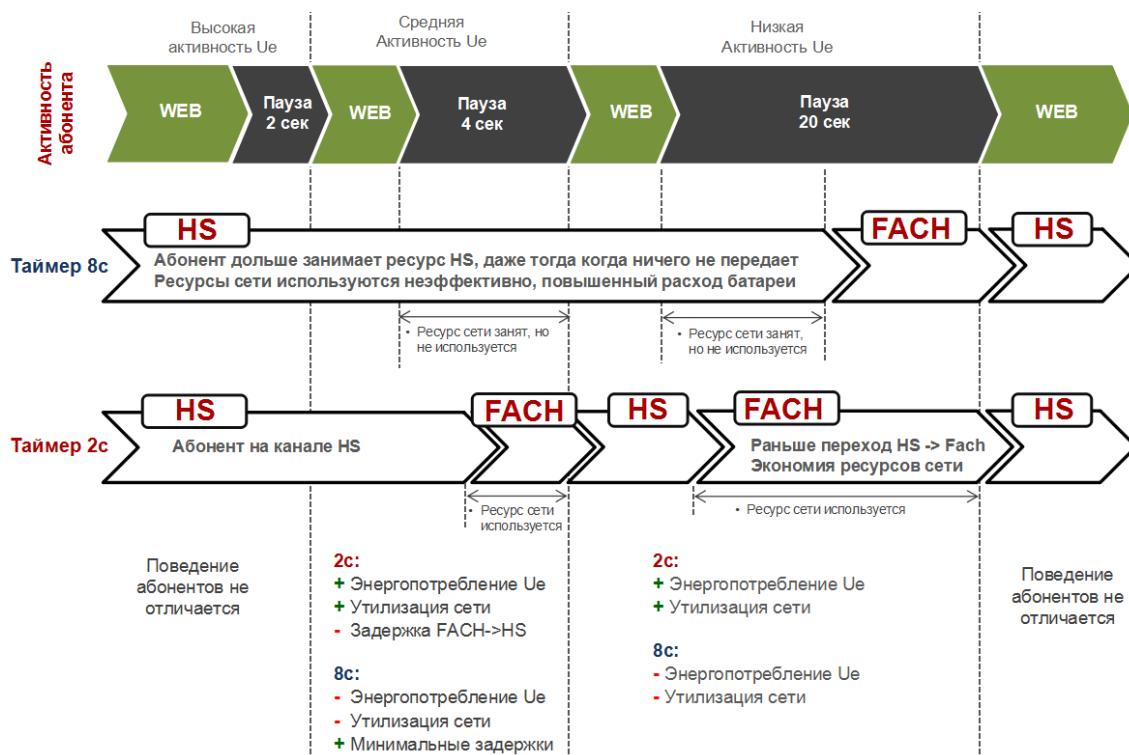 Высокая
активность Ue
Средняя
Активность Ue
Низкая
Активность Ue
Активность
абонента
WEB
Пауза
2 сек
WEB
Пауза
4 сек
WEB
Пауза
20 сек
WEB
Таймер 8с
HS
Абонент дольше занимает ресурс HS, даже тогда когда ничего не передает
Ресурсы сети используются неэффективно, повышенный расход батареи
FACH
HS
• Ресурс сети занят, но
не используется
• Ресурс сети занят,
но не используется
Таймер 2с
HS
Абонент на канале HS
FACH
HS
FACH
Раньше переход HS -> Fach
Экономия ресурсов сети
HS
• Ресурс сети
используется
• Ресурс сети используется
Поведение
абонентов не
отличается
2с:
+ Энергопотребление Ue
+ Утилизация сети
- Задержка FACH->HS
8с:
- Энергопотребление Ue
- Утилизация сети
+ Минимальные задержки
2с:
+ Энергопотребление Ue
+ Утилизация сети
8с:
- Энергопотребление Ue
- Утилизация сети
Поведение
абонентов не
отличается